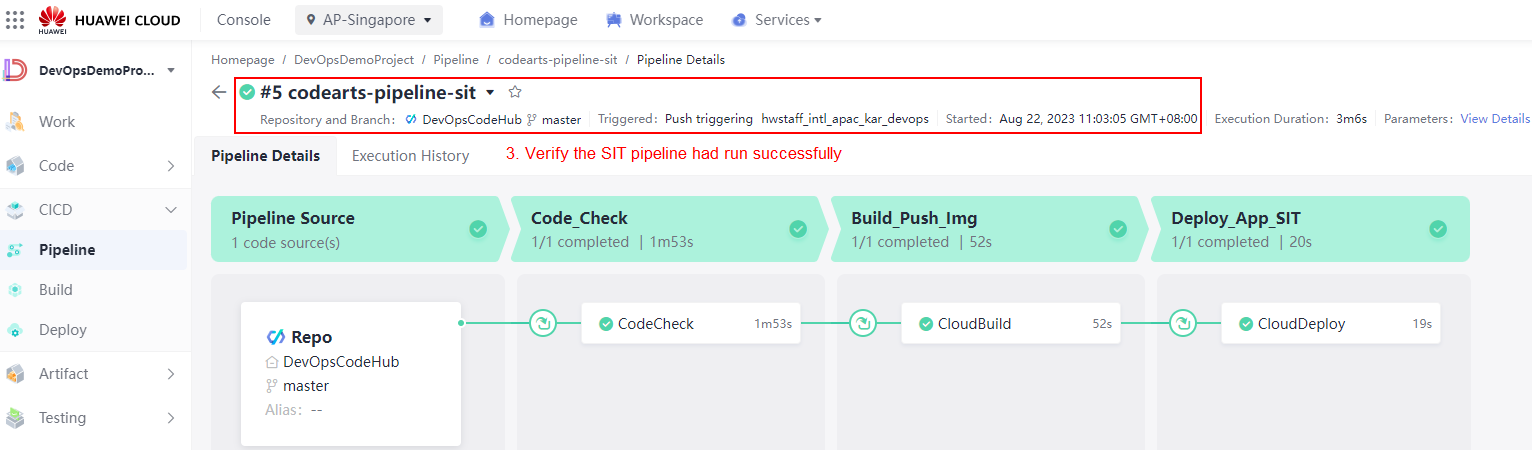 HUAWEI HUAWEI CLOUD Console AP-Singapore Homepage Workspace Services
DevOpsDemoPro...
Work
Code
CICD
Pipeline
Build
Deploy
Artifact
Testing
Homepage / DevOpsDemoProject / Pipeline / codearts-pipeline-sit / Pipeline Details
#5 codearts-pipeline-sit
Repository and Branch: DevOpsCodeHub master Triggered: Push triggering hwstaff_intl_apac_kar_devops Started: Aug 22, 2023 11:03:05 GMT+08:00 Execution Duration: 3m6s Parameters: View Details
Pipeline Details Execution History 3. Verify the SIT pipeline had run successfully
Pipeline Source
1 code source(s)
Code_Check
1/1 completed | 1m53s
Build_Push_Img
1/1 completed | 52s
Deploy_App_SIT
1/1 completed | 20s
Repo
DevOpsCodeHub
master
Alias: --
CodeCheck 1m53s
CloudBuild 52s
CloudDeploy 19s